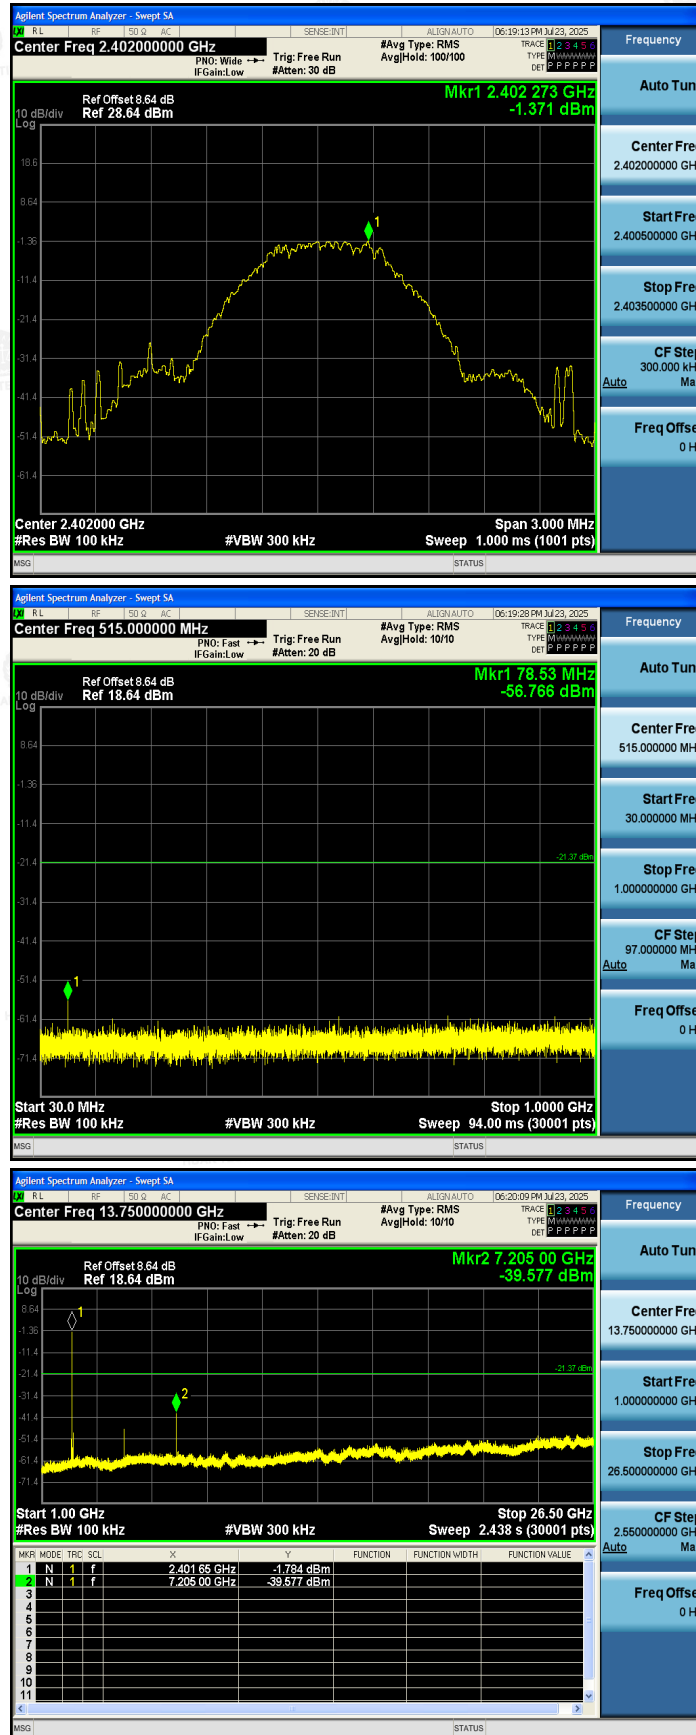 Agilent Spectrum Analyzer - Swept SA
LXI RL RF 50 Ω AC SENSE:INT ALIGN AUTO 06:19:13 PM Jul 23, 2025
Center Freq 2.402000000 GHz
PNO: Wide
IFGain:Low
Trig: Free Run
#Atten: 30 dB
#Avg Type: RMS
Avg|Hold: 100/100
TRACE 1 2 3 4 5 6
TYPE M
DET P P P P P P
Ref Offset 8.64 dB
10 dB/div Ref 28.64 dBm
Log
Mkr1 2.402 273 GHz
-1.371 dBm
18.6
8.64
-1.36
-11.4
-21.4
-31.4
-41.4
-51.4
-61.4
1
Center 2.402000 GHz Span 3.000 MHz
#Res BW 100 kHz #VBW 300 kHz Sweep 1.000 ms (1001 pts)
MSG STATUS
Frequency
Auto Tun
Center Fre
2.402000000 GH
Start Fre
2.400500000 GH
Stop Fre
2.403500000 GH
CF Ste
300.000 kH
Auto Ma
Freq Offse
0 H
Agilent Spectrum Analyzer - Swept SA
LXI RL RF 50 Ω AC SENSE:INT ALIGN AUTO 06:19:28 PM Jul 23, 2025
Center Freq 515.000000 MHz
PNO: Fast
IFGain:Low
Trig: Free Run
#Atten: 20 dB
#Avg Type: RMS
Avg|Hold: 10/10
TRACE 1 2 3 4 5 6
TYPE M
DET P P P P P P
Ref Offset 8.64 dB
10 dB/div Ref 18.64 dBm
Log
Mkr1 78.53 MHz
-56.766 dBm
8.64
-1.36
-11.4
-21.4
-31.4
-41.4
-51.4
-61.4
-71.4
-21.37 dBm
1
Start 30.0 MHz Stop 1.0000 GHz
#Res BW 100 kHz #VBW 300 kHz Sweep 94.00 ms (30001 pts)
MSG STATUS
Frequency
Auto Tun
Center Fre
515.000000 MH
Start Fre
30.000000 MH
Stop Fre
1.000000000 GH
CF Ste
97.000000 MH
Auto Ma
Freq Offse
0 H
Agilent Spectrum Analyzer - Swept SA
LXI RL RF 50 Ω AC SENSE:INT ALIGN AUTO 06:20:09 PM Jul 23, 2025
Center Freq 13.750000000 GHz
PNO: Fast
IFGain:Low
Trig: Free Run
#Atten: 20 dB
#Avg Type: RMS
Avg|Hold: 10/10
TRACE 1 2 3 4 5 6
TYPE M
DET P P P P P P
Ref Offset 8.64 dB
10 dB/div Ref 18.64 dBm
Log
Mkr2 7.205 00 GHz
-39.577 dBm
8.64
-1.36
-11.4
-21.4
-31.4
-41.4
-51.4
-61.4
-71.4
-21.37 dBm
1
2
Start 1.00 GHz Stop 26.50 GHz
#Res BW 100 kHz #VBW 300 kHz Sweep 2.438 s (30001 pts)
MKR MODE TRC SCL X Y FUNCTION FUNCTION WIDTH FUNCTION VALUE
1 N 1 f 2.401 65 GHz -1.784 dBm
2 N 1 f 7.205 00 GHz -39.577 dBm
3
4
5
6
7
8
9
10
11
MSG STATUS
Frequency
Auto Tun
Center Fre
13.750000000 GH
Start Fre
1.000000000 GH
Stop Fre
26.500000000 GH
CF Ste
2.550000000 GH
Auto Ma
Freq Offse
0 H